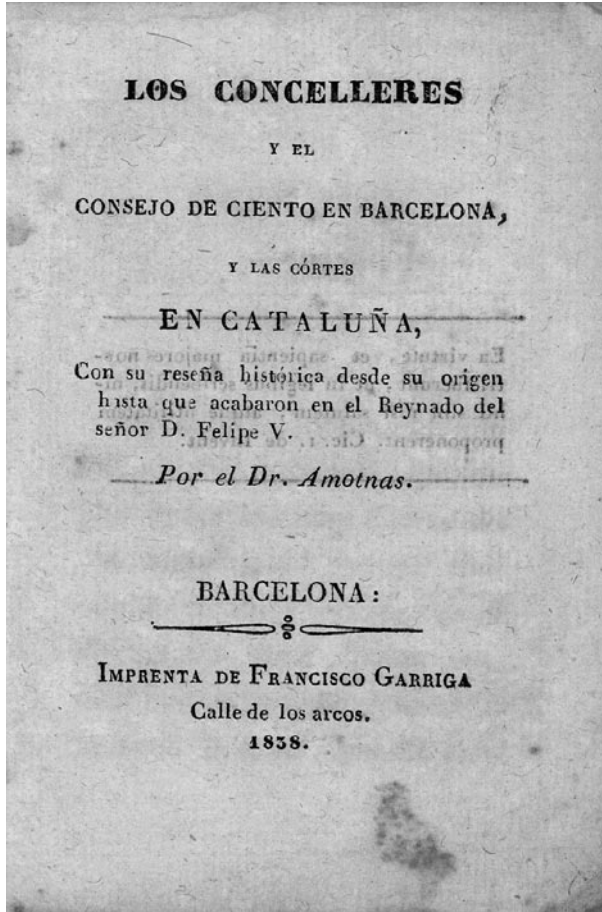 LOS CONCELLERES
Y EL
CONSEJO DE CIENTO EN BARCELONA,
Y LAS CÓRTES
EN CATALUÑA,
Con su reseña histórica desde su origen
hasta que acabaron en el Reynado del
señor D. Felipe V.
Por el Dr. Amotnas.
BARCELONA:
IMPRENTA DE FRANCISCO GARRIGA
Calle de los arcos.
1838.